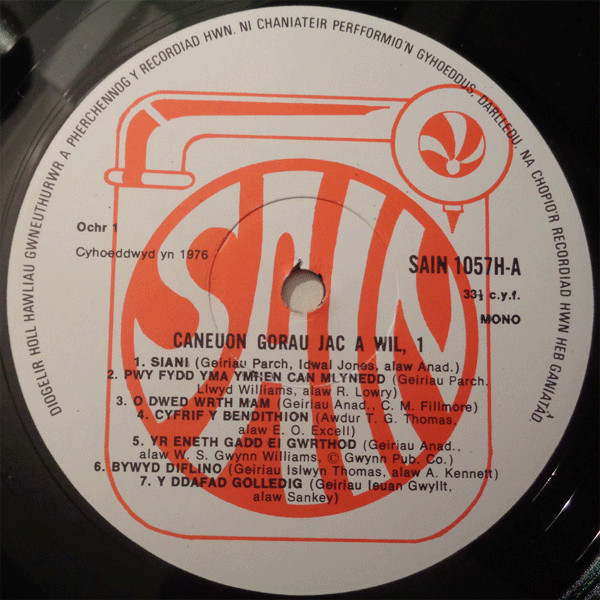 DIOGELIR HOLL HAWLIAU GWNEUTHURWR A PHERCHENNOG Y RECORDIAD HWN. NI CHANIATEIR PERFFORMIO'N GYHOEDDUS, DARLLEDU, NA CHOPIO'R RECORDIAD HWN HEB GANIATÂD
SAIN
Ochr 1
Cyhoeddwyd yn 1976
SAIN 1057H-A
33⅓ c.y.f.
MONO
CANEUON GORAU JAC A WIL, 1
1. SIANI (Geiriau Parch, Idwal Jones, alaw Anad.)
2. PWY FYDD YMA YMHEN CAN MLYNEDD (Geiriau Parch.
Llwyd Williams, alaw R. Lowry)
3. O DWED WRTH MAM (Geiriau Anad., C. M. Fillmore)
4. CYFRIF Y BENDITHION (Awdur T. G. Thomas,
alaw E. O. Excell)
5. YR ENETH GADD EI GWRTHOD (Geiriau Anad.,
alaw W. S. Gwynn Williams, © Gwynn Pub. Co.)
6. BYWYD DIFLINO (Geiriau Islwyn Thomas, alaw A. Kennett)
7. Y DDAFAD GOLLEDIG (Geiriau Ieuan Gwyllt,
alaw Sankey)